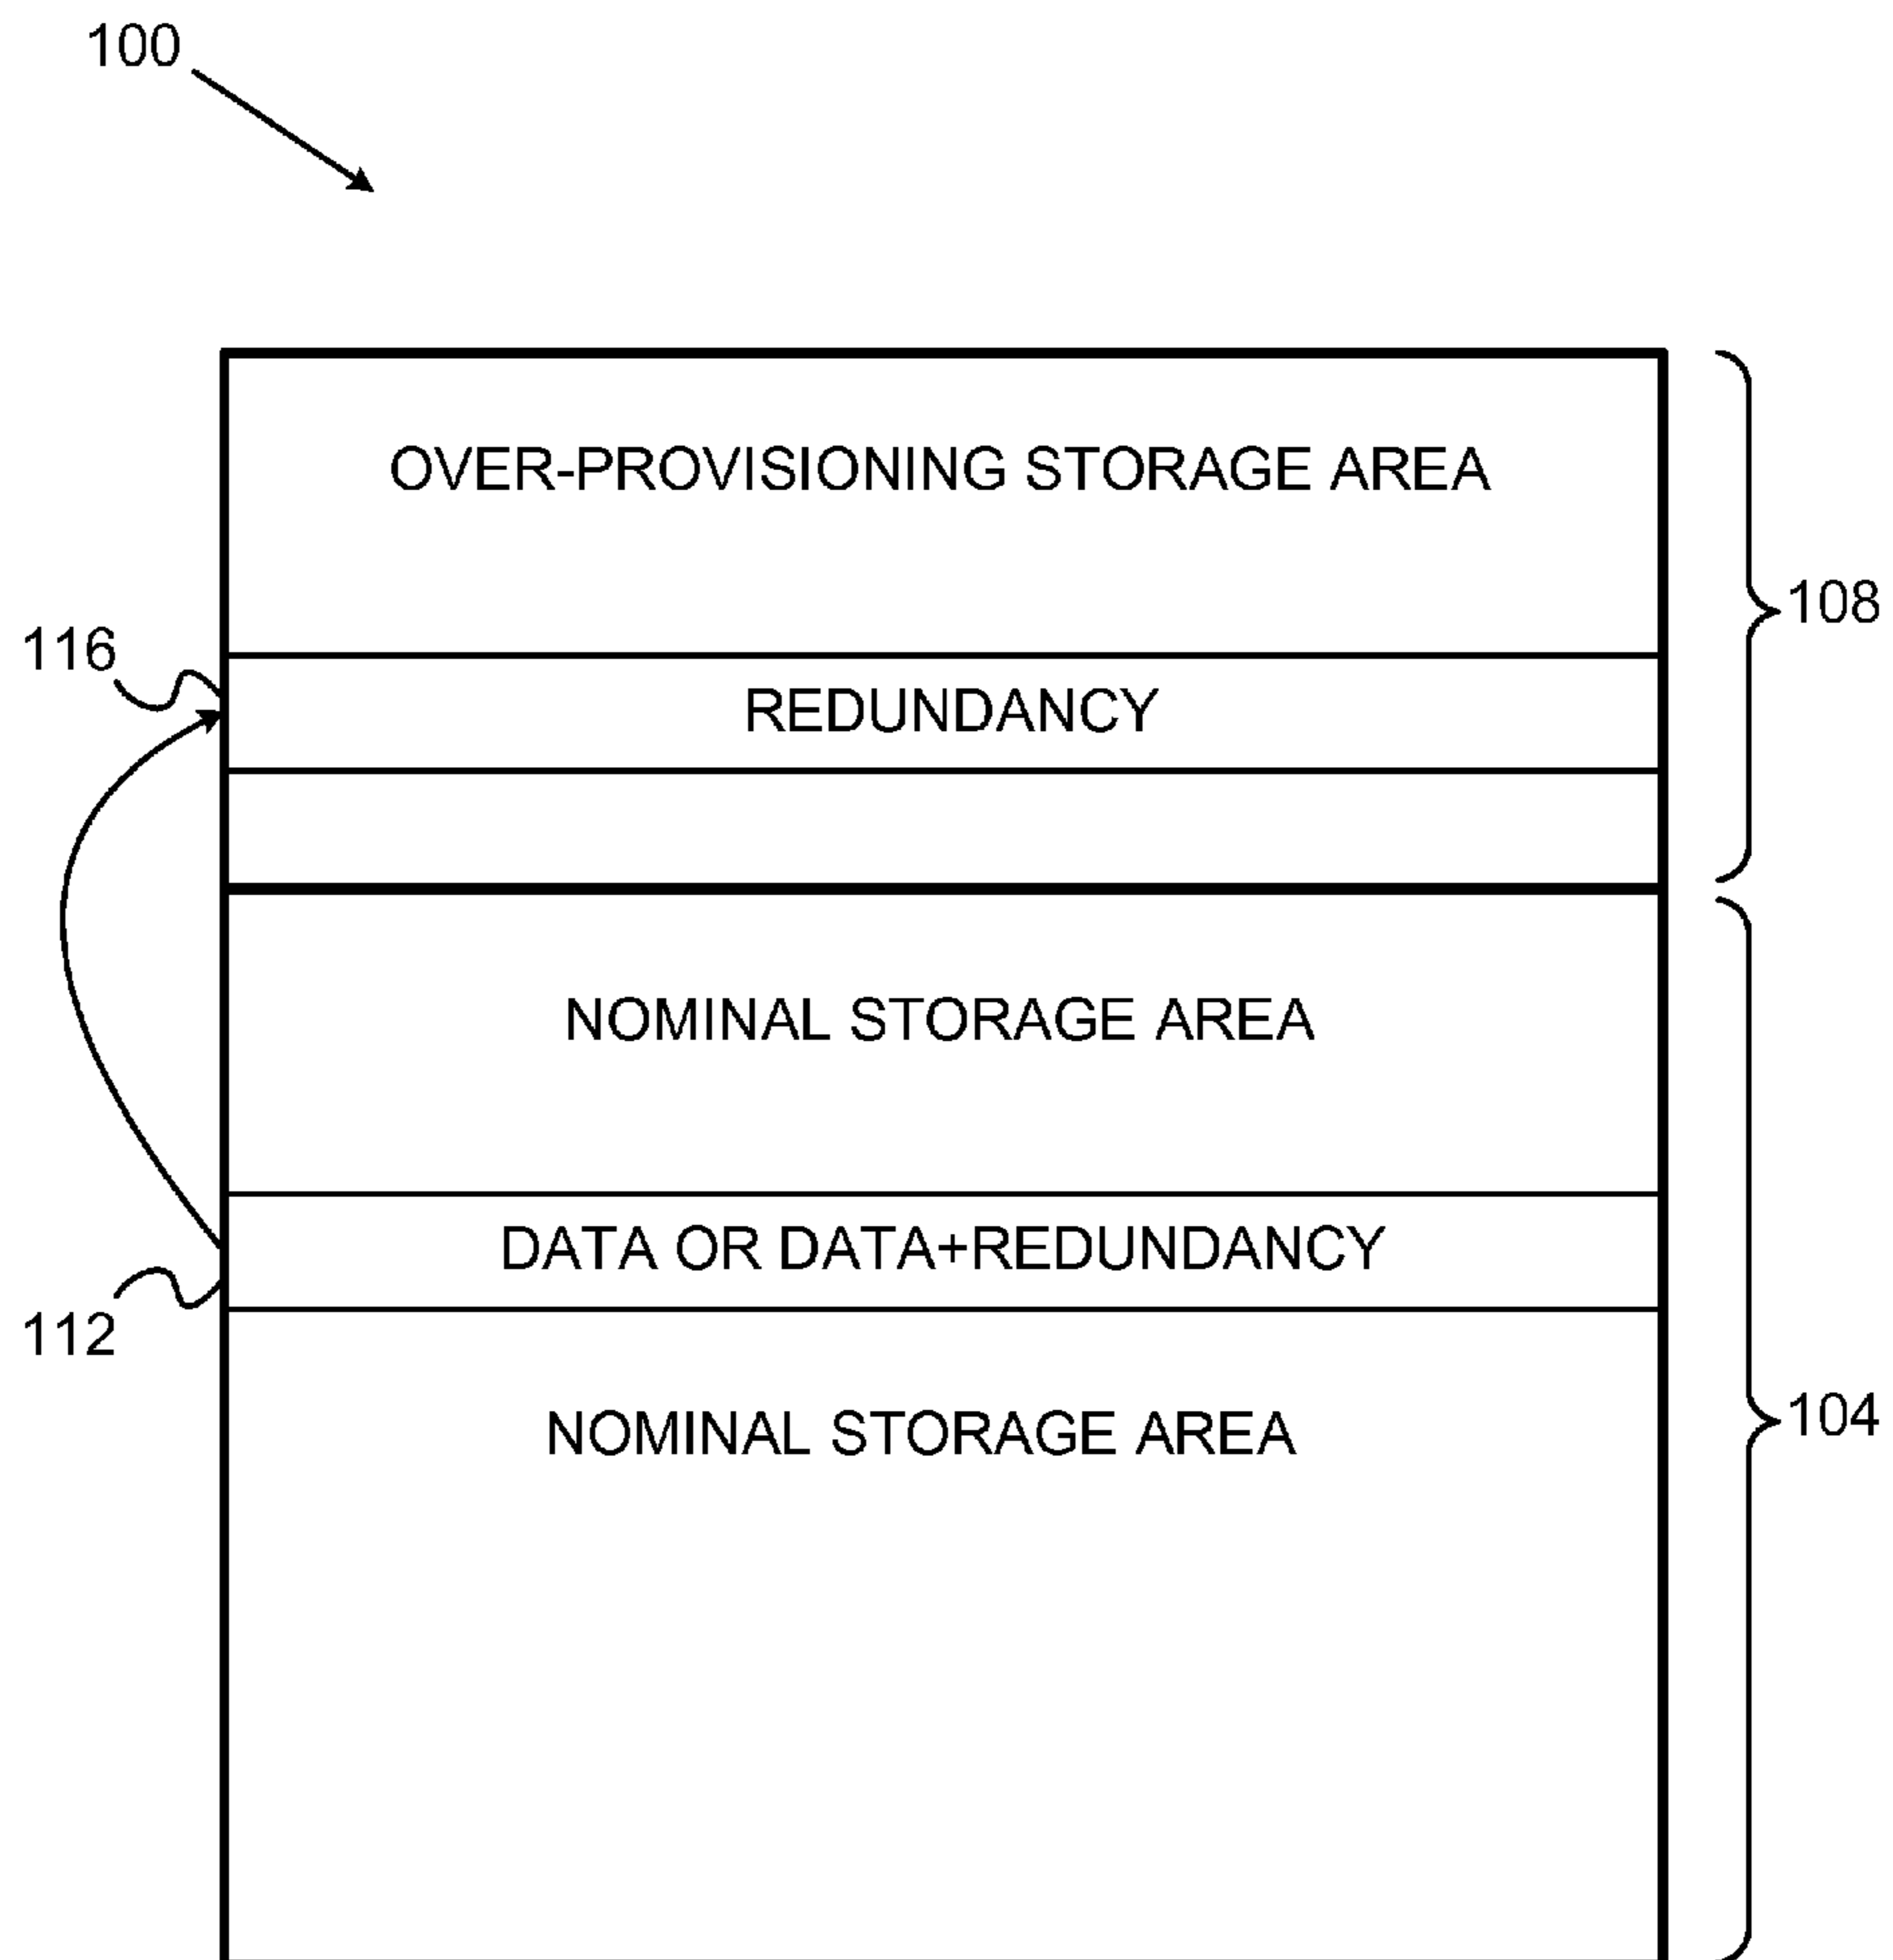 100
OVER-PROVISIONING STORAGE AREA
108
116
REDUNDANCY
NOMINAL STORAGE AREA
DATA OR DATA+REDUNDANCY
112
104
NOMINAL STORAGE AREA